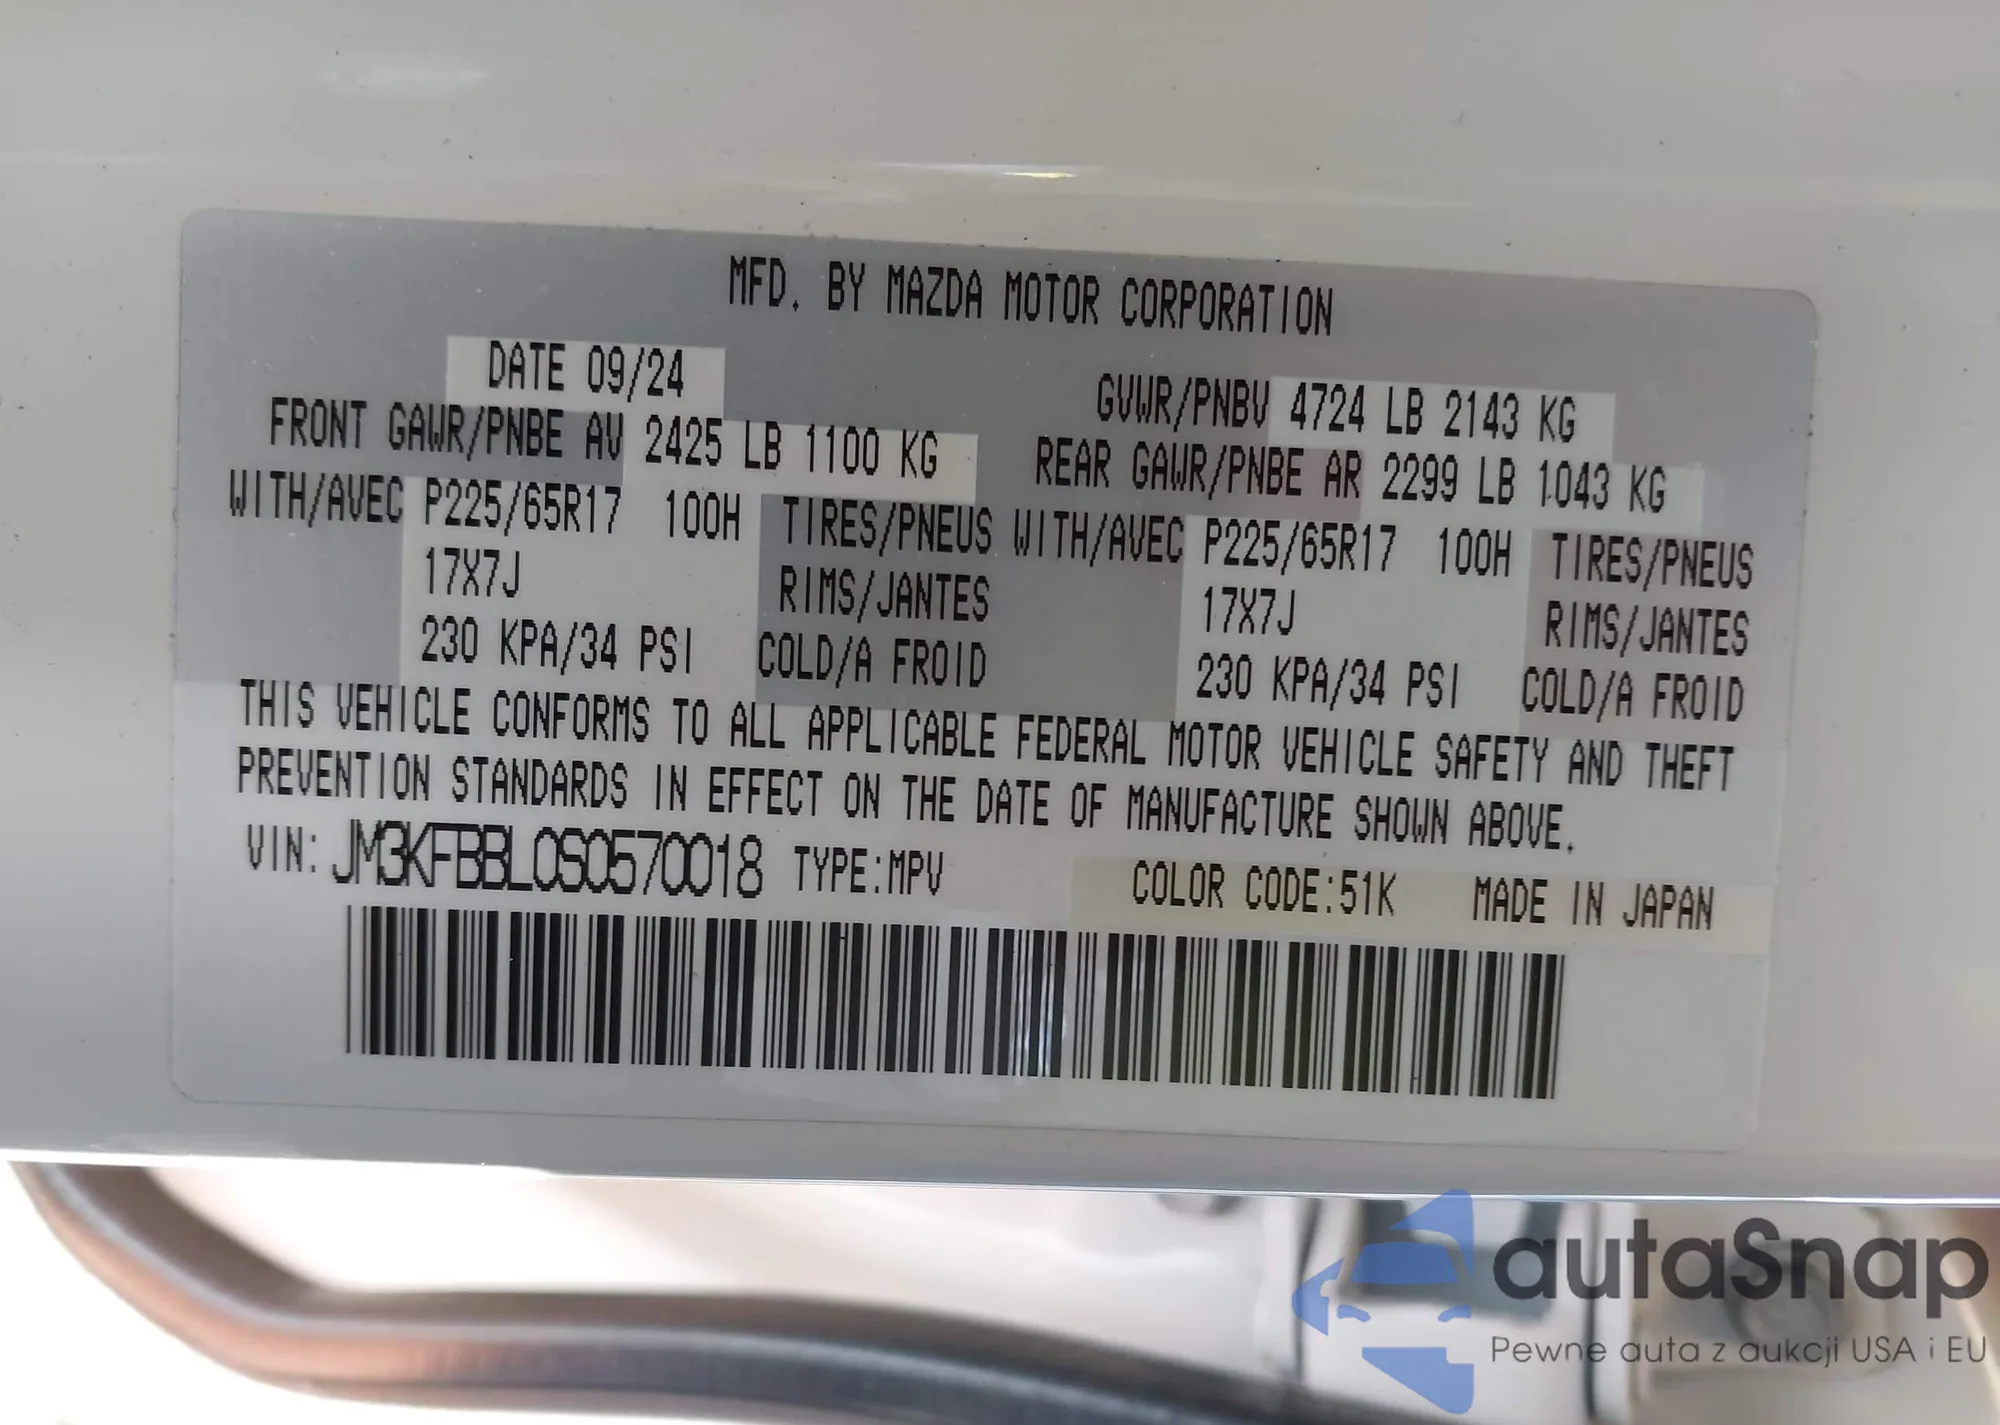 MFD. BY MAZDA MOTOR CORPORATION
DATE 09/24
GVWR/PNBV 4724 LB 2143 KG
FRONT GAWR/PNBE AV 2425 LB 1100 KG
REAR GAWR/PNBE AR 2299 LB 1043 KG
WITH/AVEC P225/65R17 100H TIRES/PNEUS WITH/AVEC P225/65R17 100H TIRES/PNEUS
17X7J RIMS/JANTES 17X7J RIMS/JANTES
230 KPA/34 PSI COLD/A FROID 230 KPA/34 PSI COLD/A FROID
THIS VEHICLE CONFORMS TO ALL APPLICABLE FEDERAL MOTOR VEHICLE SAFETY AND THEFT
PREVENTION STANDARDS IN EFFECT ON THE DATE OF MANUFACTURE SHOWN ABOVE.
VIN: JM3KFBBL0S0570018 TYPE:MPV COLOR CODE:51K MADE IN JAPAN
autaSnap
Pewne auta z aukcji USA i EU